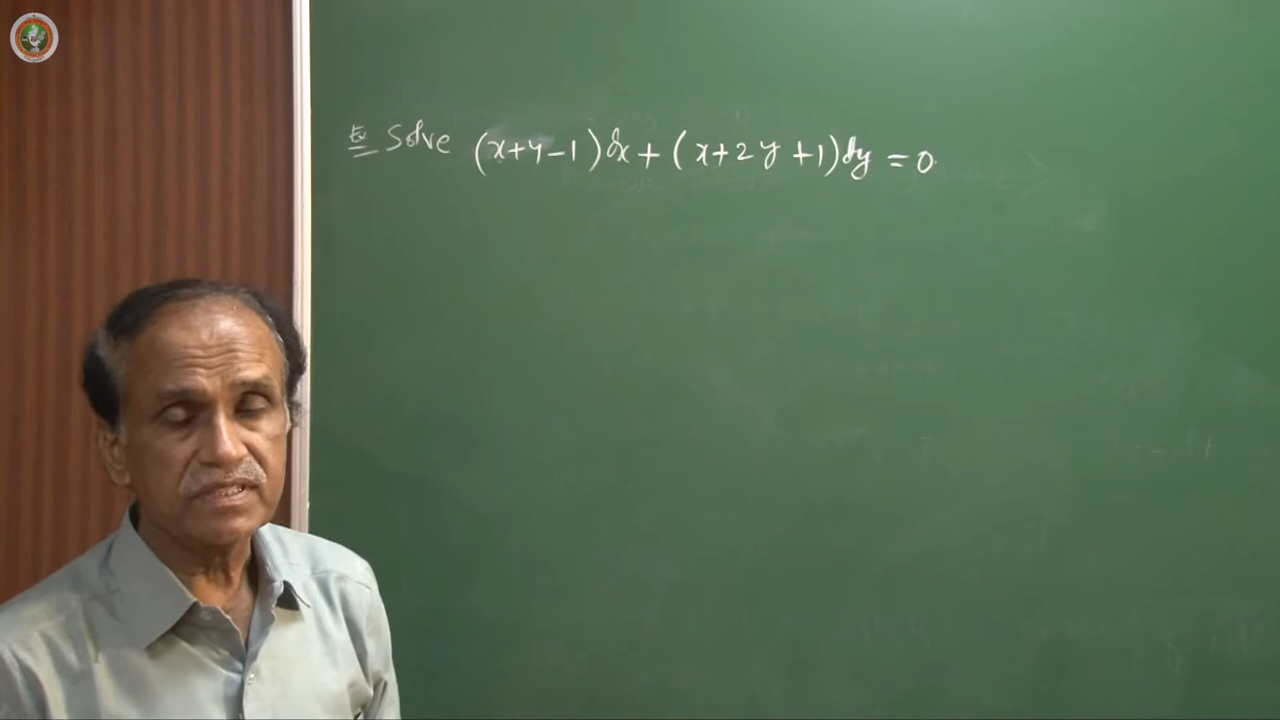 Ex Solve (x+y-1)dx + (x+2y+1)dy = 0